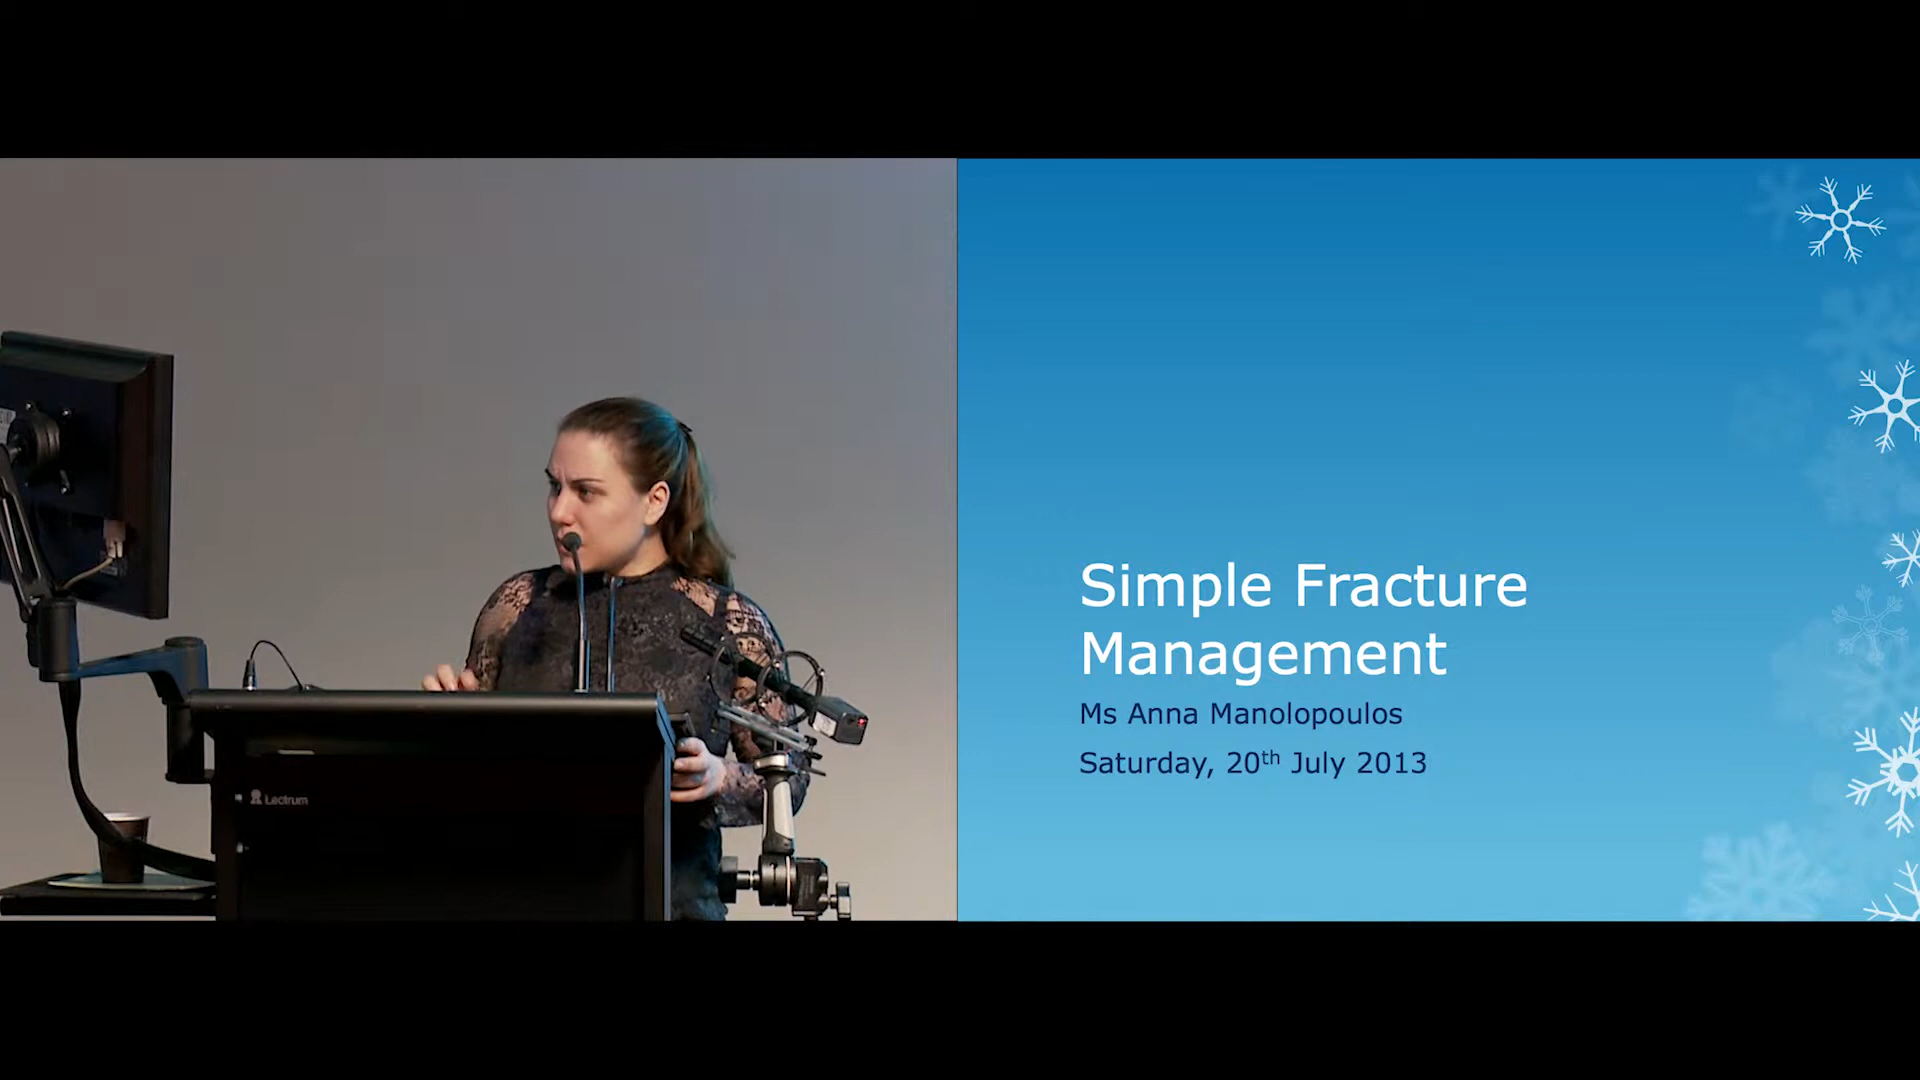 Lectrum
Simple Fracture
Management
Ms Anna Manolopoulos
Saturday, 20th July 2013